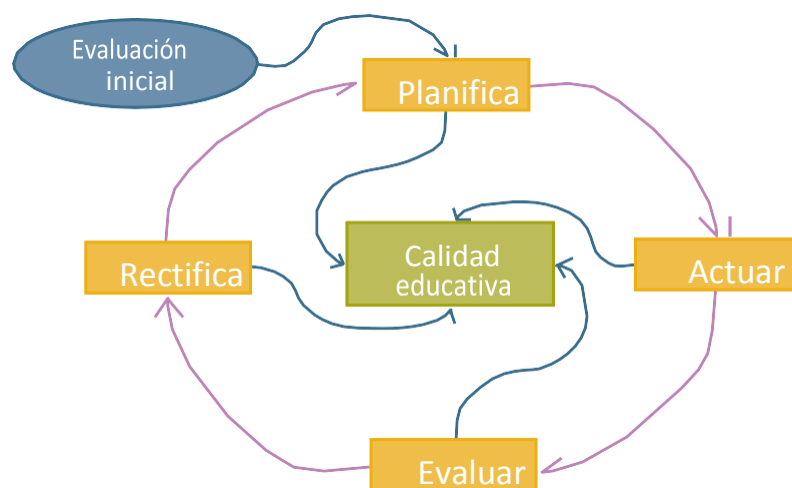 Evaluación
inicial
Planifica
Calidad
educativa
Rectifica
Actuar
Evaluar